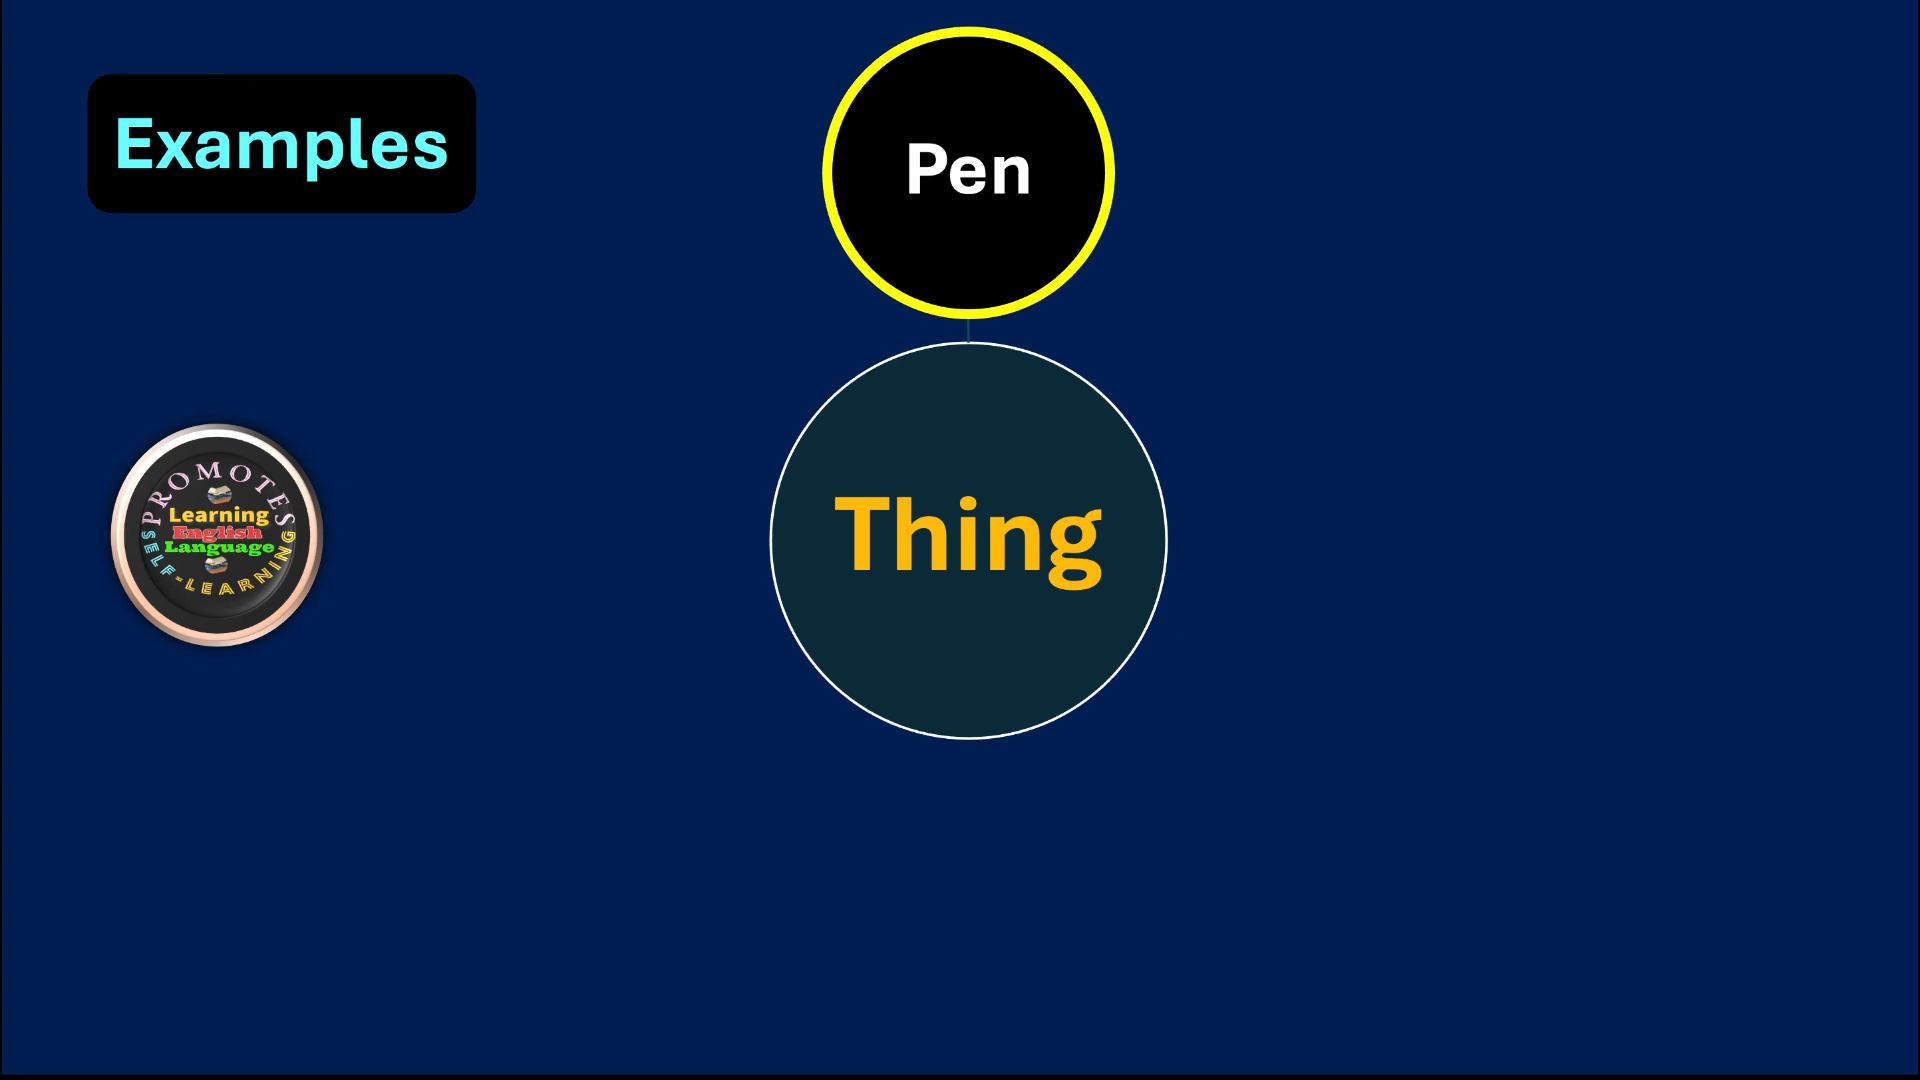 Examples
Pen
Thing
PROMOTES
Learning
English
Language
SELF-LEARNING